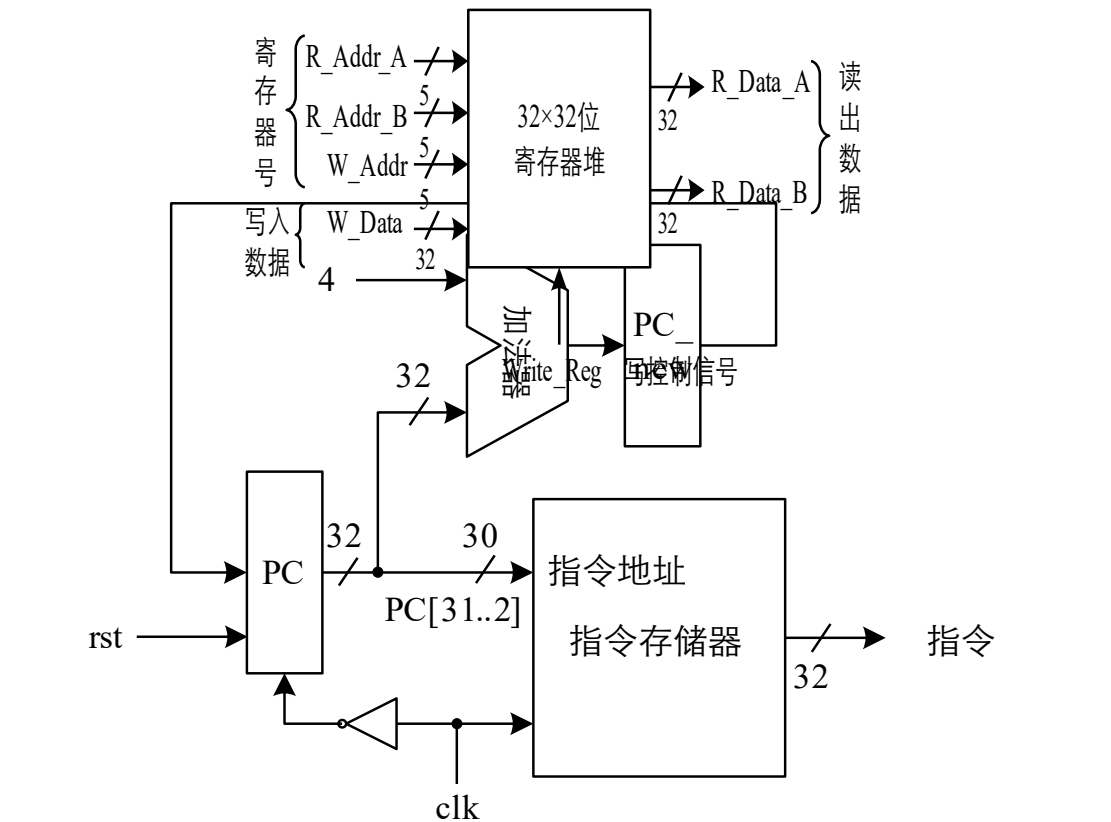 寄存器号
R_Addr_A
5
R_Addr_B
5
W_Addr
5
写入
数据
W_Data
32
32×32位
寄存器堆
R_Data_A
32
R_Data_B
32
读出数据
4
加法器
PC_
new
Write_Reg 写控制信号
32
PC
32
30
PC[31..2]
rst
指令地址
指令存储器
32
指令
clk